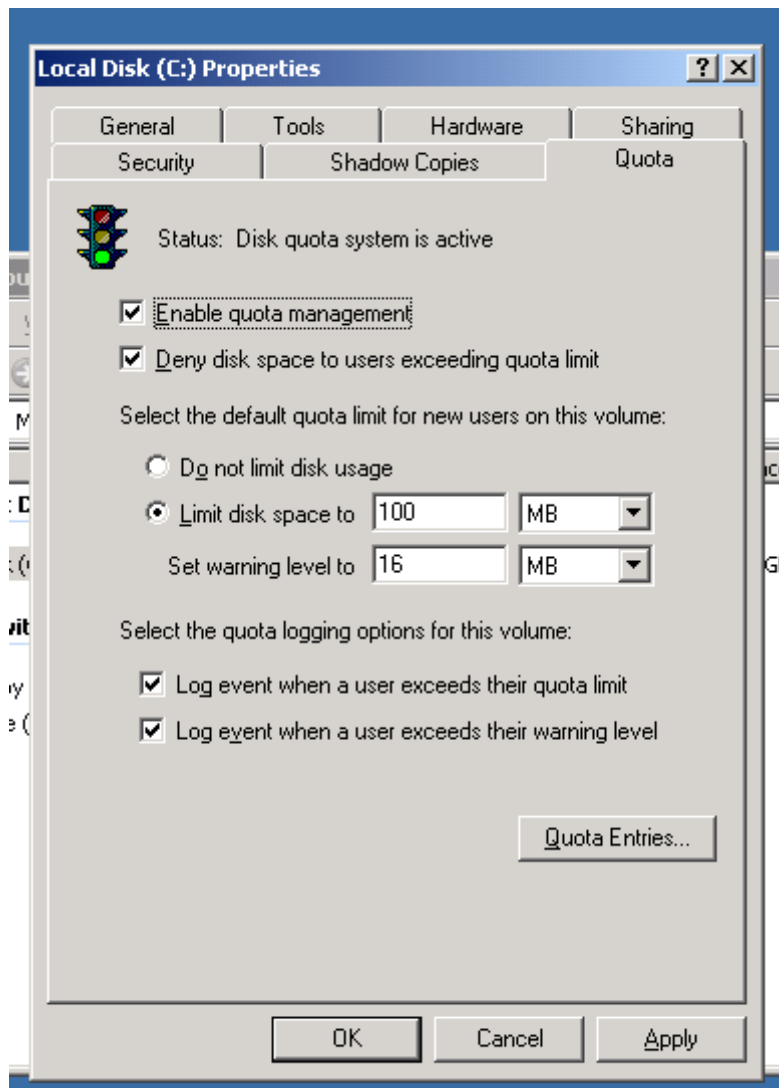 Local Disk (C:) Properties
General Tools Hardware Sharing
Security Shadow Copies Quota
Status: Disk quota system is active
Enable quota management
Deny disk space to users exceeding quota limit
Select the default quota limit for new users on this volume:
Do not limit disk usage
Limit disk space to 100 MB
Set warning level to 16 MB
Select the quota logging options for this volume:
Log event when a user exceeds their quota limit
Log event when a user exceeds their warning level
Quota Entries...
OK Cancel Apply